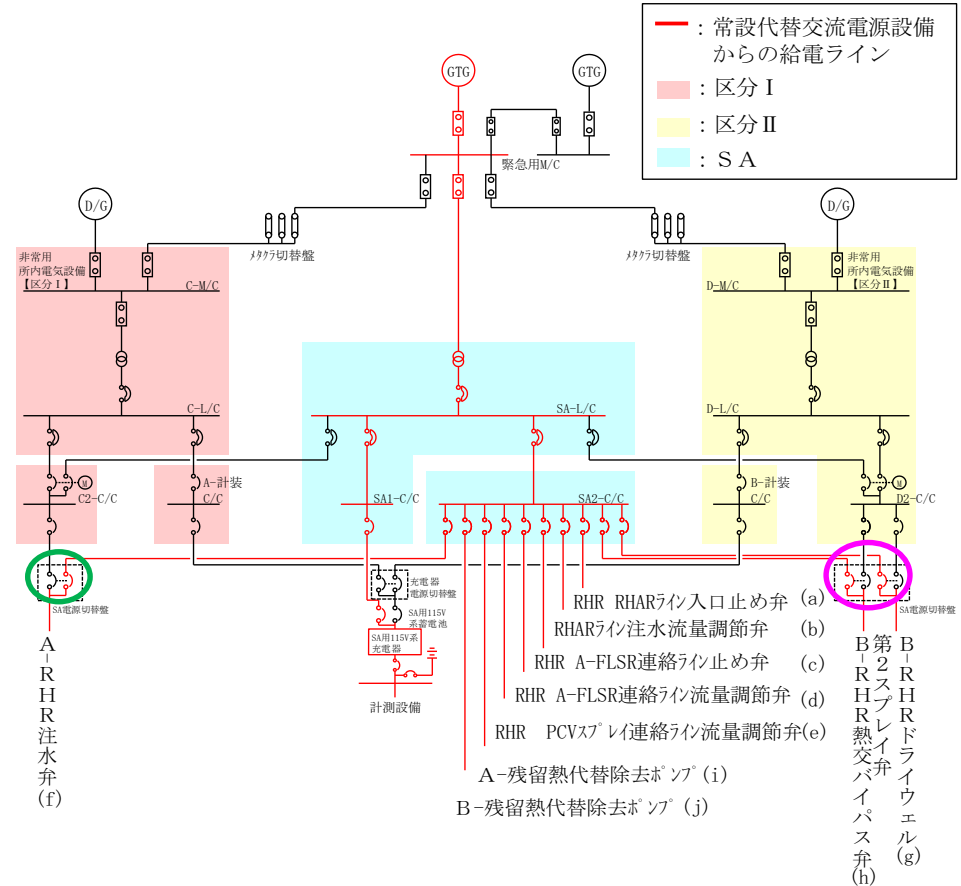 ：常設代替交流電源設備
からの給電ライン
：区分Ⅰ
：区分Ⅱ
：ＳＡ
GTG
GTG
緊急用M/C
D/G
D/G
ﾒﾀｸﾗ切替盤
ﾒﾀｸﾗ切替盤
非常用
所内電気設備
【区分Ⅰ】
C-M/C
非常用
所内電気設備
【区分Ⅱ】
D-M/C
C-L/C
SA-L/C
D-L/C
M
C2-C/C
A-計装
C/C
SA1-C/C
SA2-C/C
B-計装
C/C
M
D2-C/C
SA電源切替盤
充電器
電源切替盤
SA用115V
系蓄電池
SA用115V系
充電器
計測設備
SA電源切替盤
RHR RHARﾗｲﾝ入口止め弁 (a)
RHARﾗｲﾝ注水流量調節弁 (b)
RHR A-FLSR連絡ﾗｲﾝ止め弁 (c)
RHR A-FLSR連絡ﾗｲﾝ流量調節弁 (d)
RHR PCVｽﾌﾟﾚｲ連絡ﾗｲﾝ流量調節弁(e)
A-残留熱代替除去ﾎﾟﾝﾌﾟ(i)
B-残留熱代替除去ﾎﾟﾝﾌﾟ(j)
A-RHR注水弁(f)
B-RHRドライウェル
第2スプレイ弁(g)
B-RHR熱交バイパス弁(h)